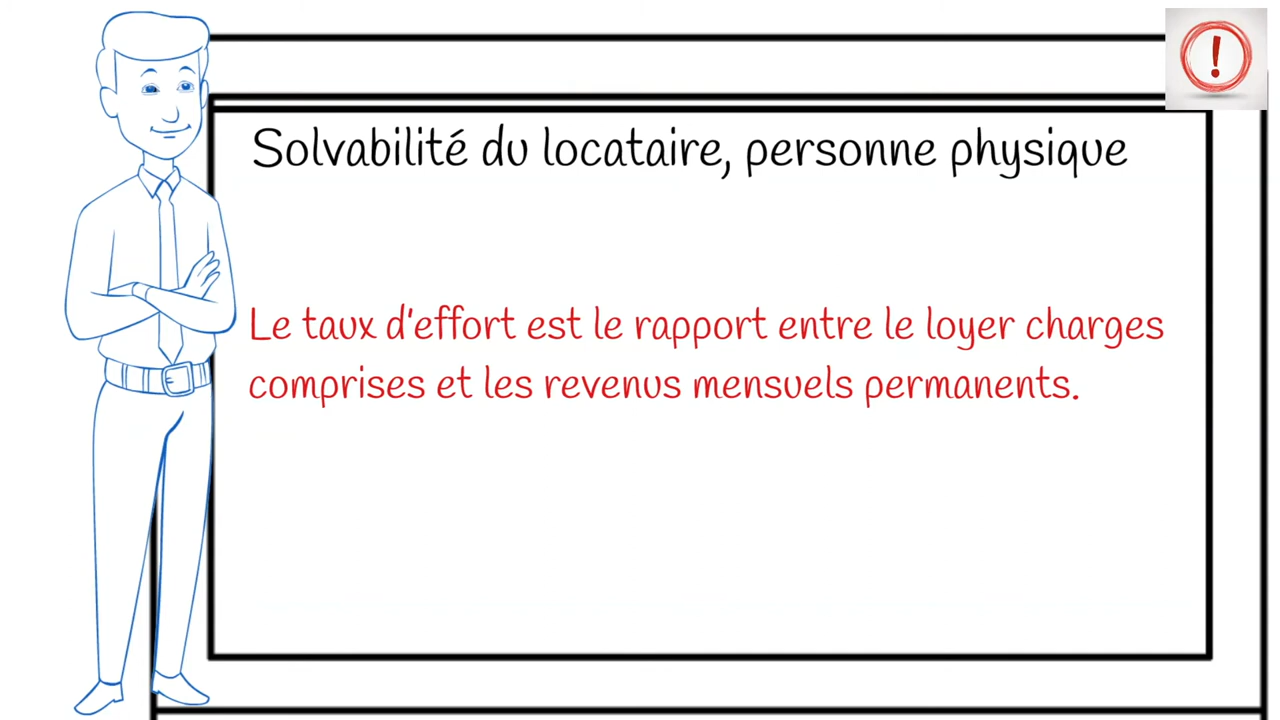 Solvabilité du locataire, personne physique
Le taux d'effort est le rapport entre le loyer charges
comprises et les revenus mensuels permanents.